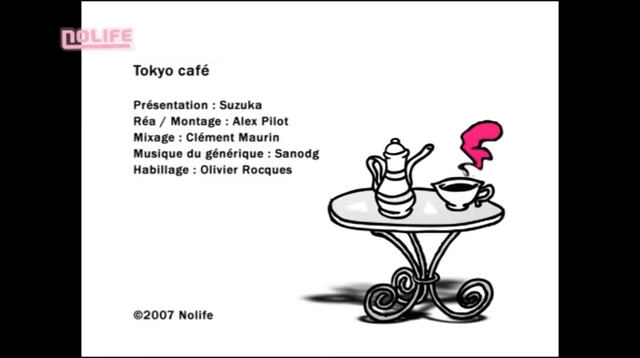 NOLIFE
Tokyo café
Présentation : Suzuka
Réa / Montage : Alex Pilot
Mixage : Clément Maurin
Musique du générique : Sanodg
Habillage : Olivier Rocques
©2007 Nolife